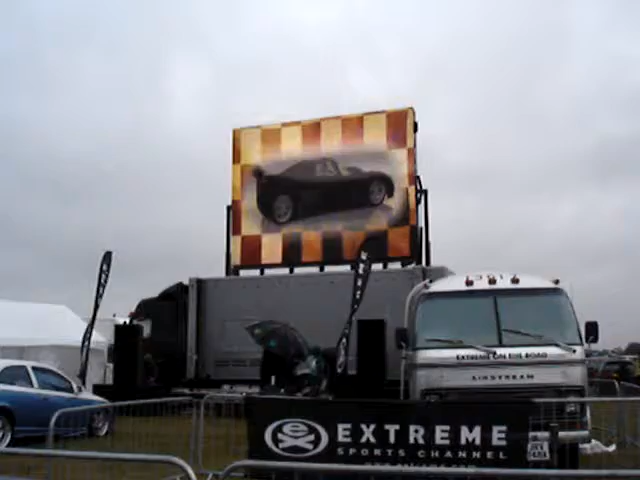 EXTREME ON THE ROAD
AIRSTREAM
EXTREME
SPORTS CHANNEL